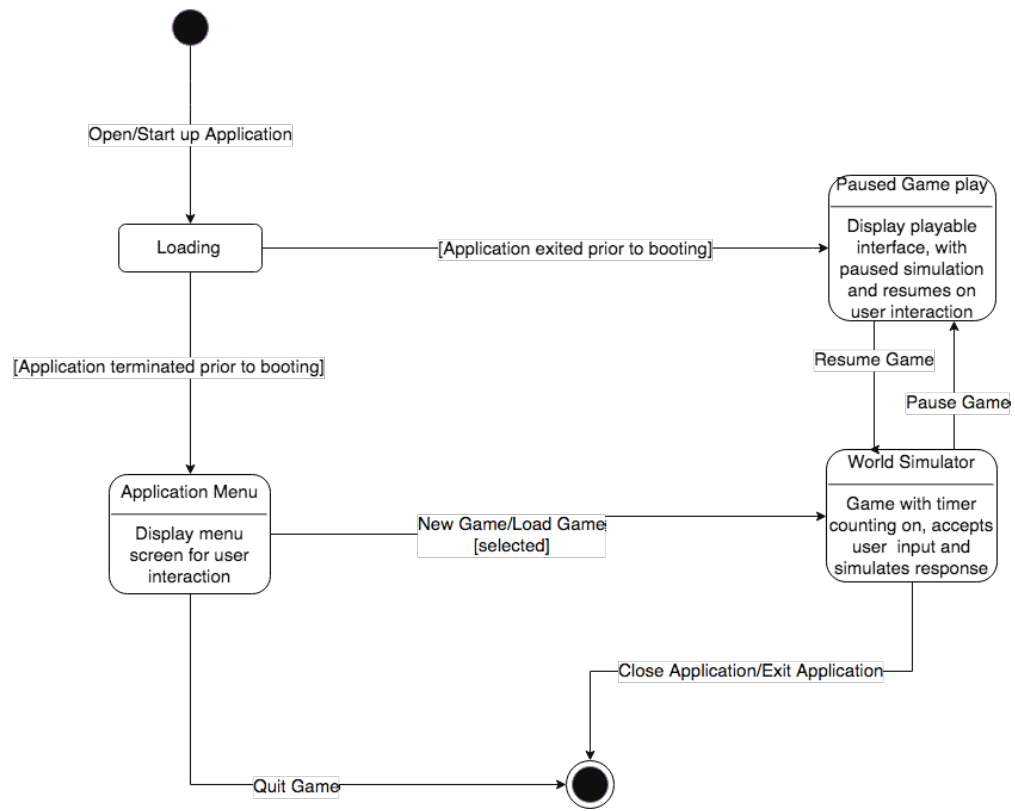 Open/Start up Application
Paused Game play
Loading
[Application exited prior to booting]
Display playable
interface, with
paused simulation
and resumes on
user interaction
[Application terminated prior to booting]
Resume Game
Pause Game
Application Menu
Display menu
screen for user
interaction
New Game/Load Game
[selected]
World Simulator
Game with timer
counting on, accepts
user input and
simulates response
Close Application/Exit Application
Quit Game